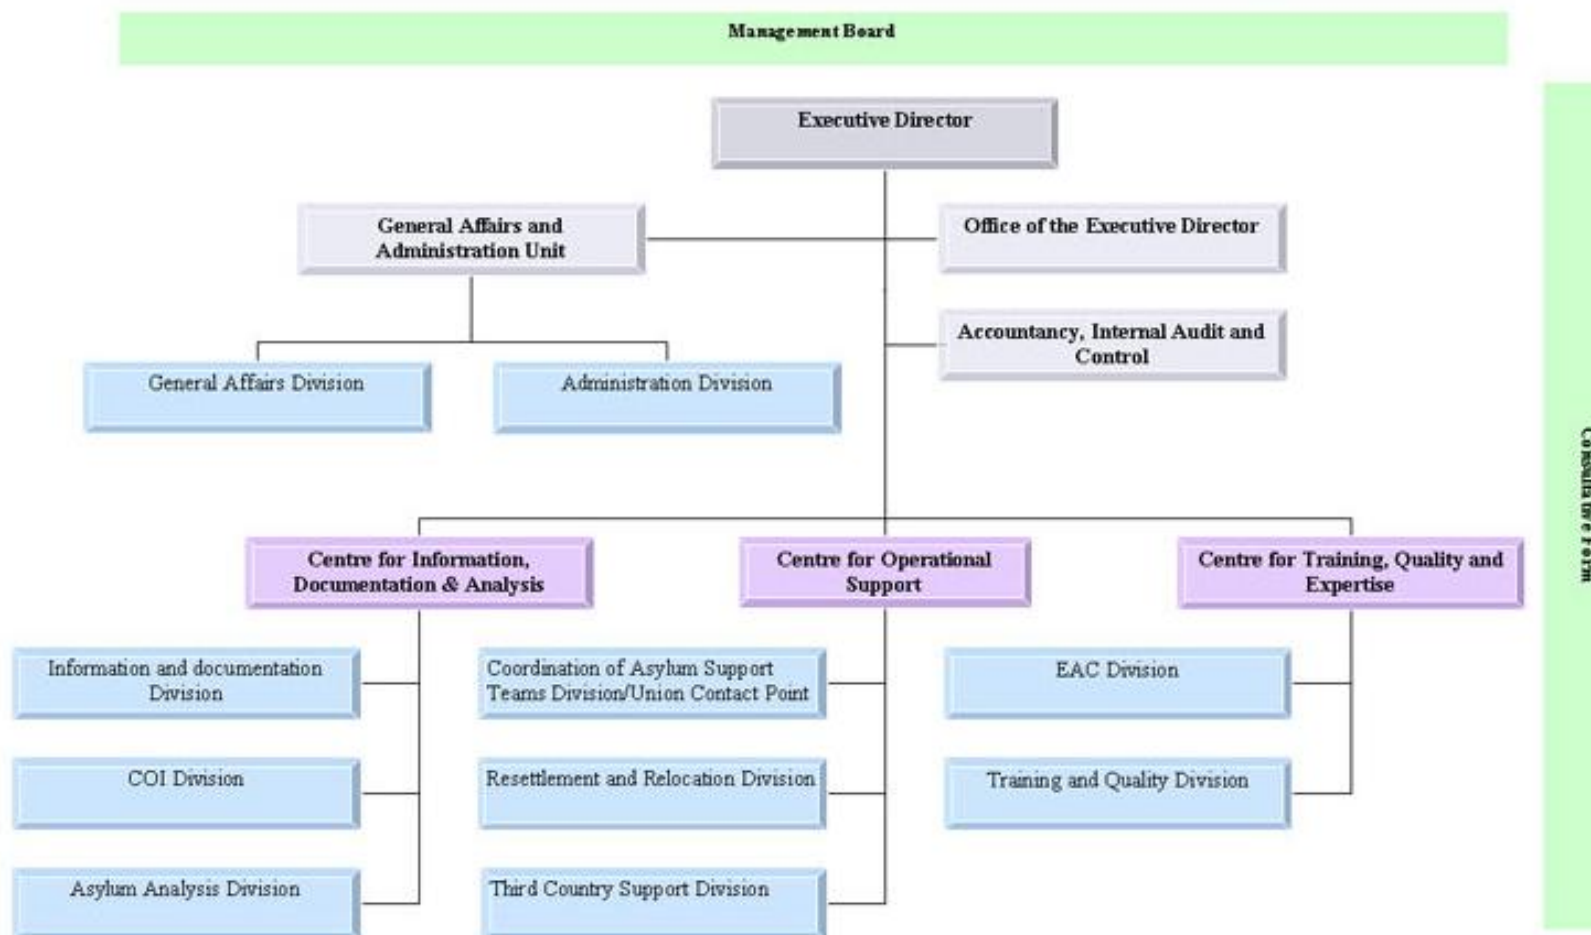 Management Board
Executive Director
General Affairs and
Administration Unit
Office of the Executive Director
Accountancy, Internal Audit and
Control
General Affairs Division
Administration Division
Centre for Information,
Documentation & Analysis
Centre for Operational
Support
Centre for Training, Quality and
Expertise
Information and documentation
Division
Coordination of Asylum Support
Teams Division/Union Contact Point
EAC Division
COI Division
Resettlement and Relocation Division
Training and Quality Division
Asylum Analysis Division
Third Country Support Division